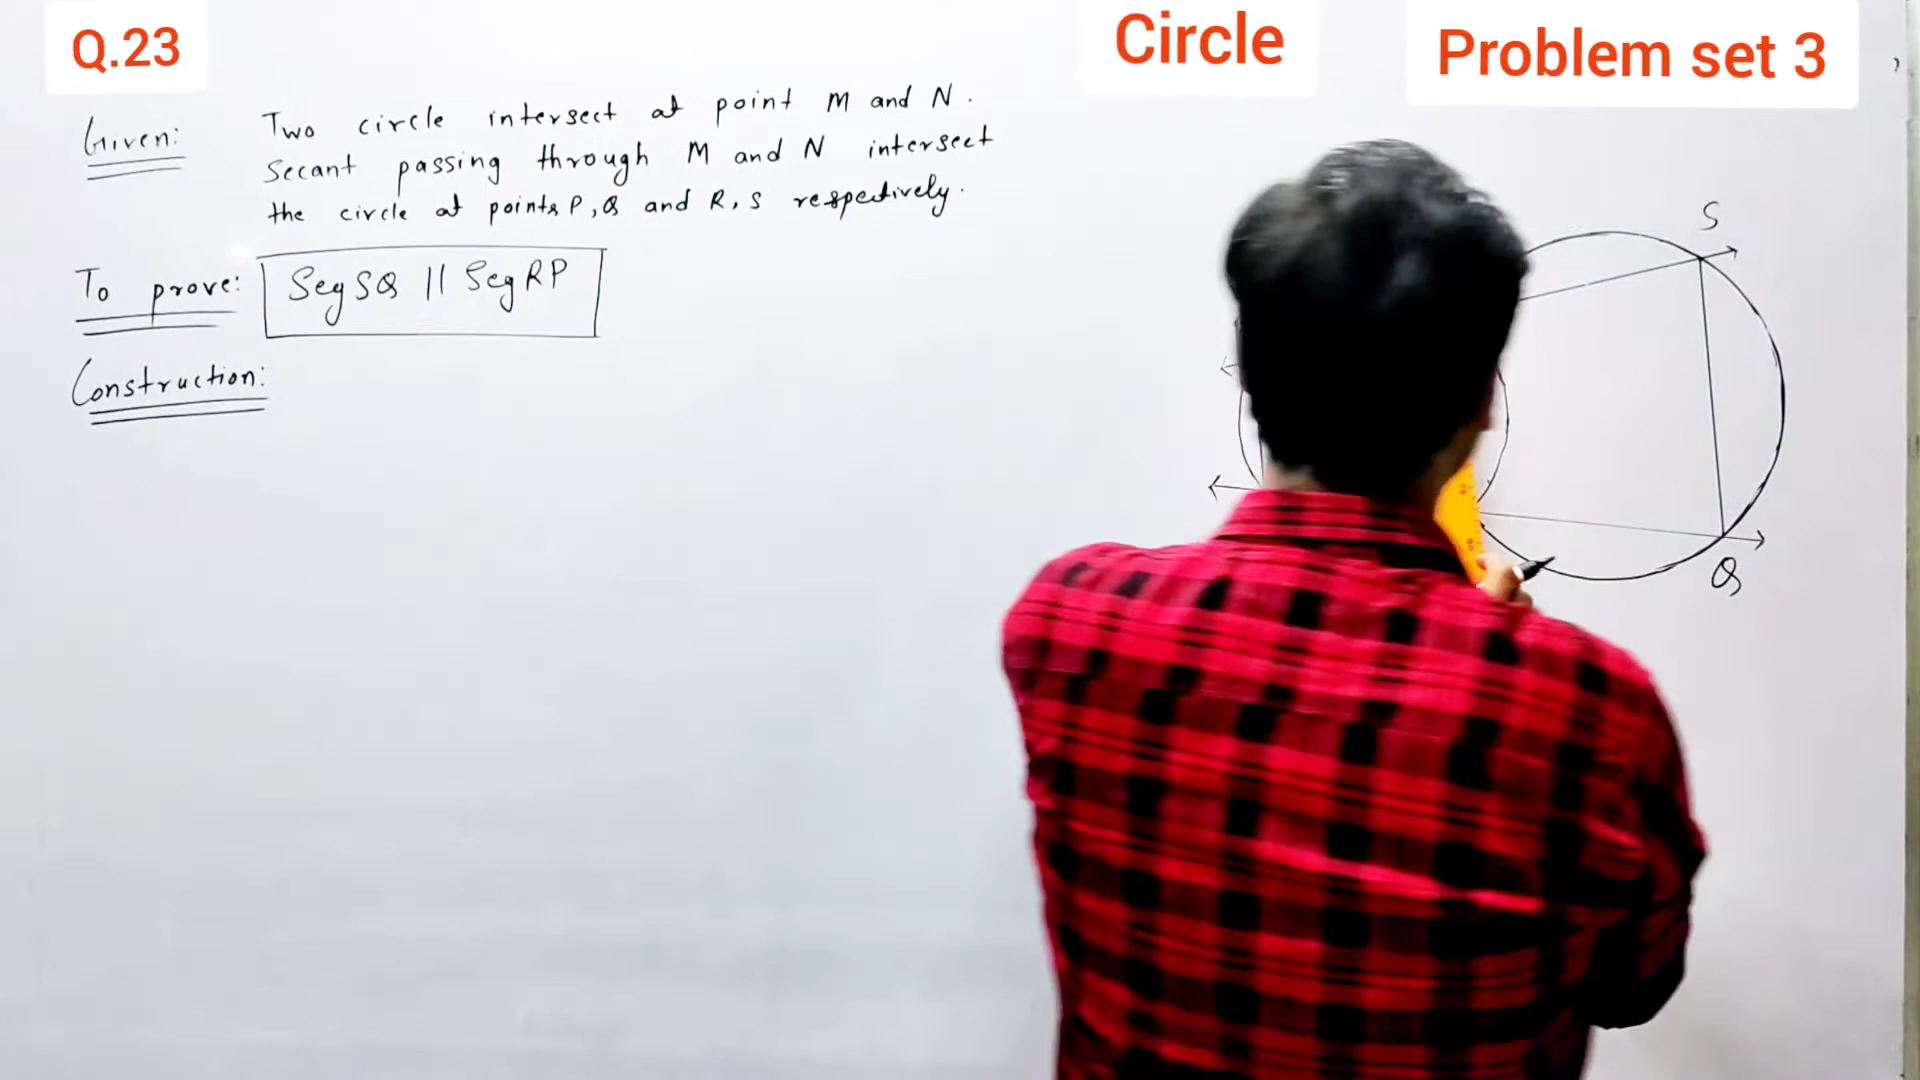 Q.23
Circle
Problem set 3
Given: Two circle intersect at point M and N.
Secant passing through M and N intersect
the circle at points P, Q and R, S respectively.
To prove: Seg SQ || Seg RP
Construction:
S
Q